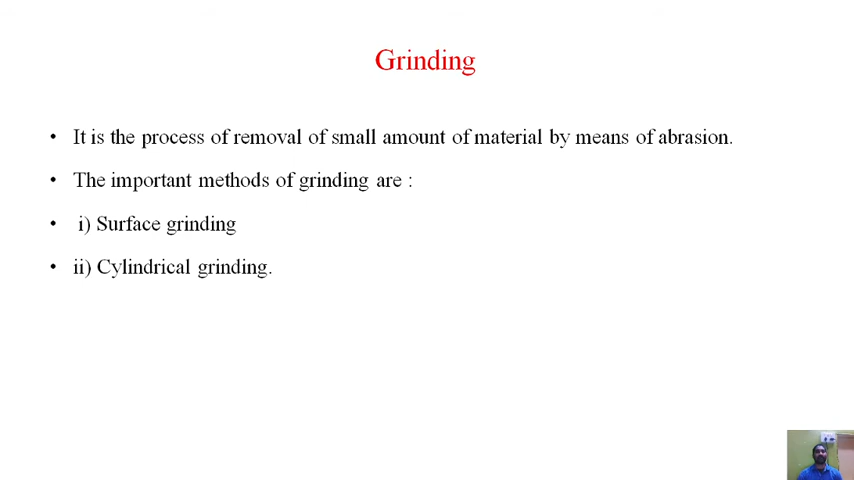 Grinding
• It is the process of removal of small amount of material by means of abrasion.
• The important methods of grinding are :
• i) Surface grinding
• ii) Cylindrical grinding.